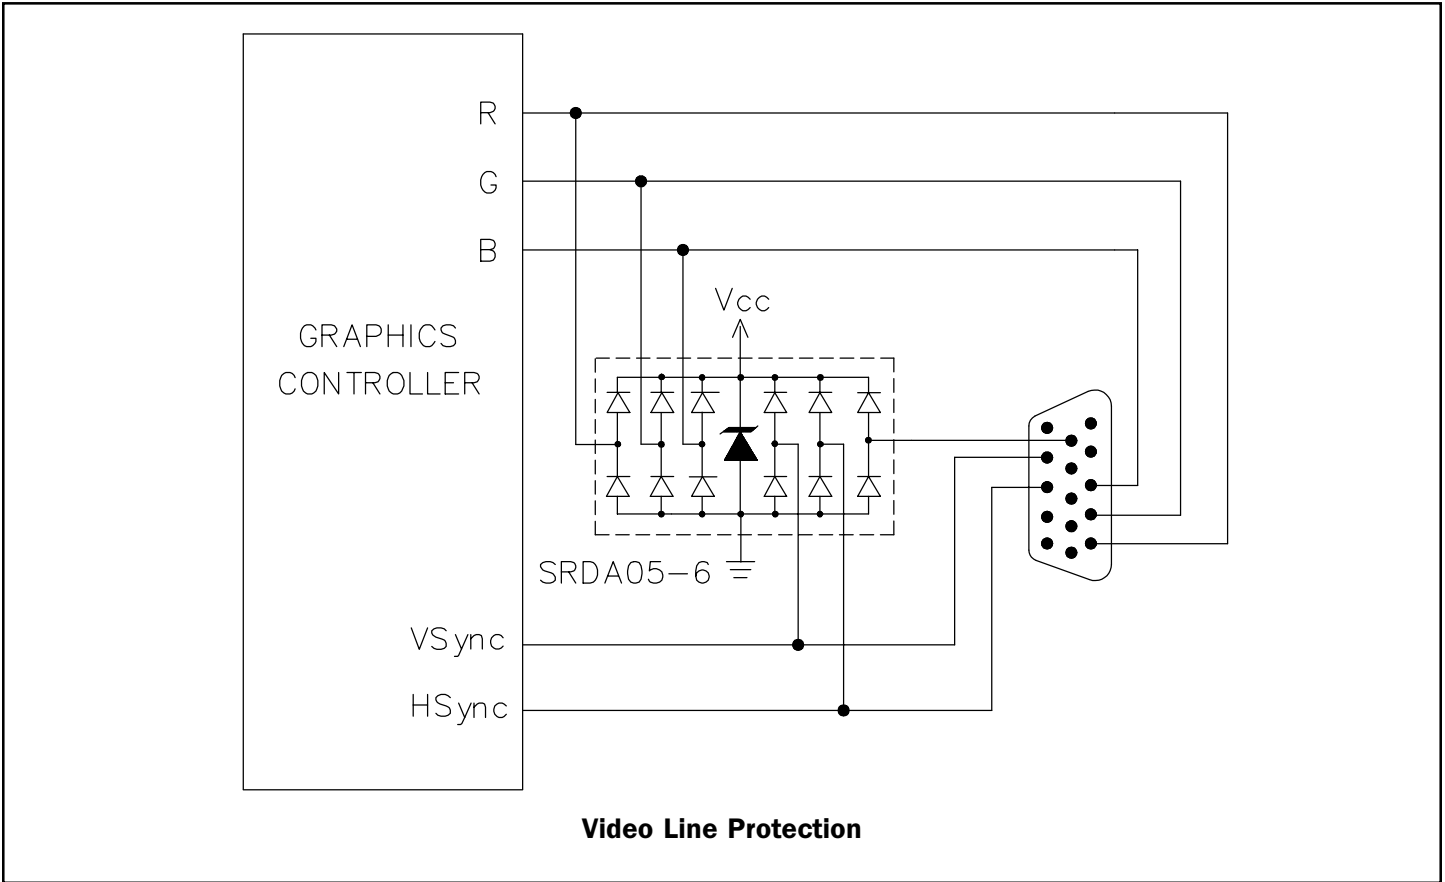 R
G
B
Vcc
GRAPHICS
CONTROLLER
SRDA05-6
VSync
HSync
Video Line Protection